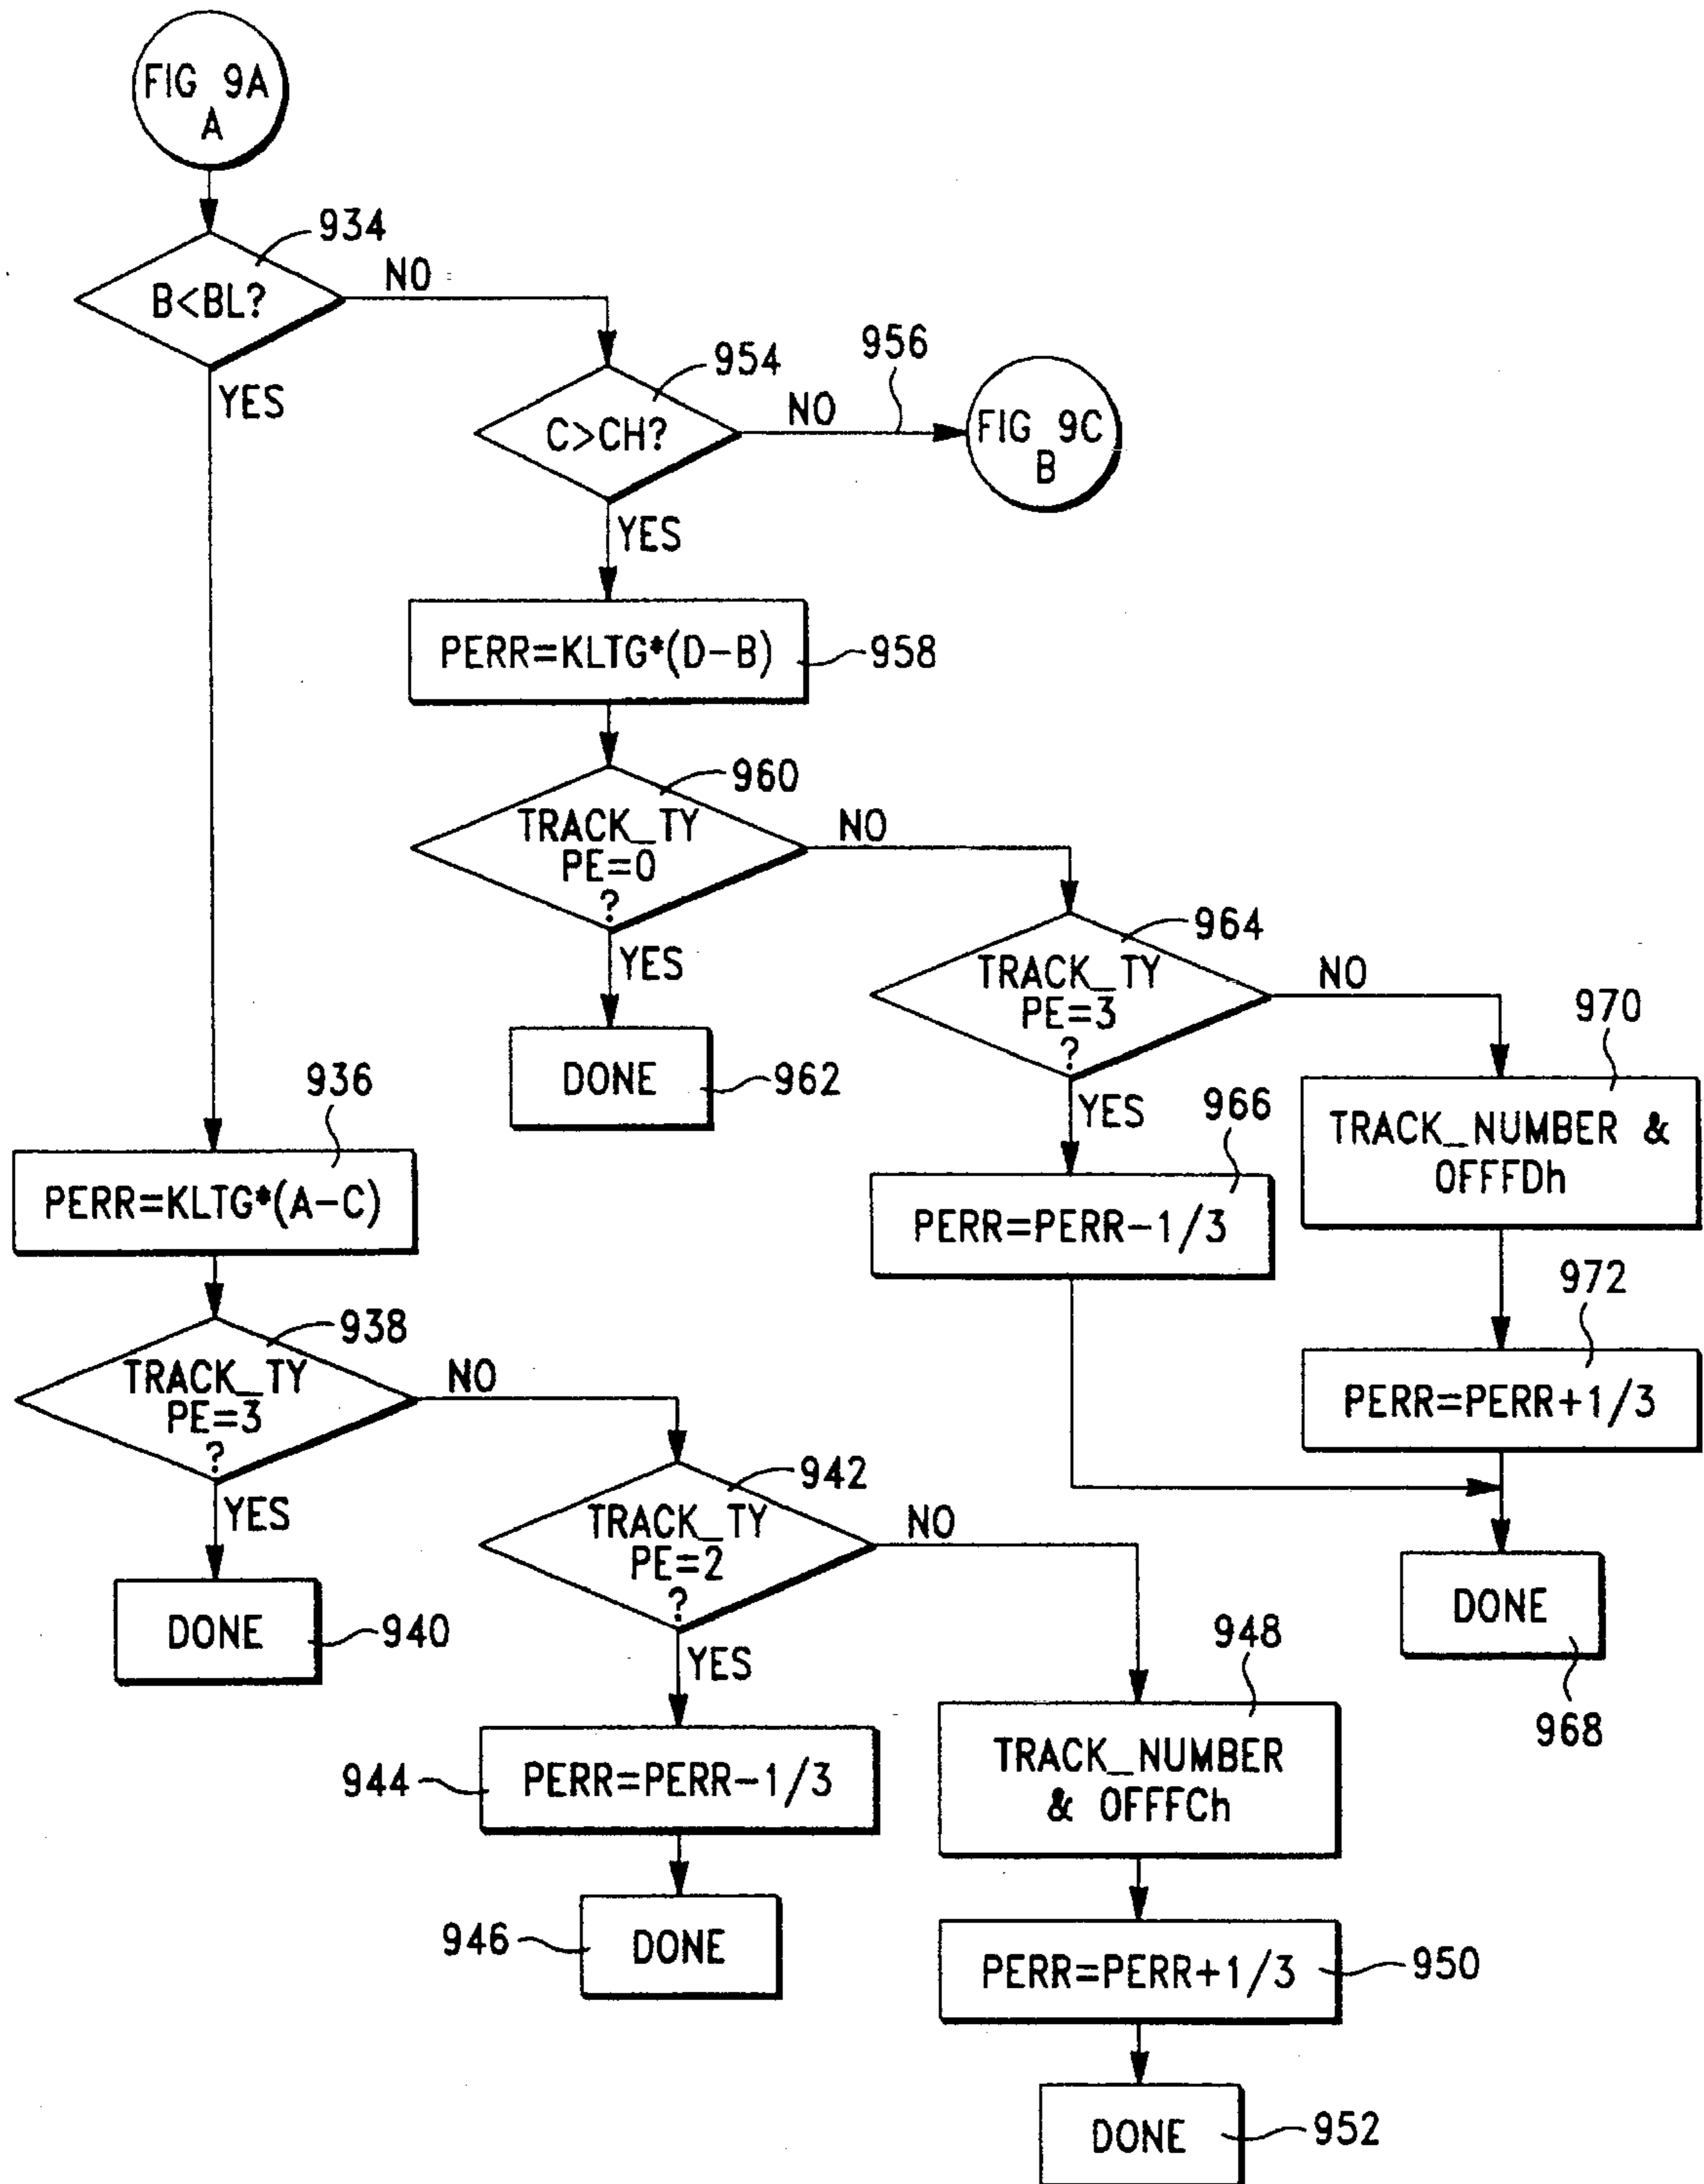 FIG 9A
A
934
B<BL?
NO
YES
954
C>CH?
NO
956
FIG 9C
B
YES
PERR=KLTG*(D-B)
958
960
TRACK_TY
PE=0
?
NO
YES
DONE
962
964
TRACK_TY
PE=3
?
NO
YES
970
TRACK_NUMBER &
0FFFDh
966
PERR=PERR-1/3
972
PERR=PERR+1/3
DONE
968
936
PERR=KLTG*(A-C)
938
TRACK_TY
PE=3
?
NO
YES
DONE
940
942
TRACK_TY
PE=2
?
NO
YES
944
PERR=PERR-1/3
946
DONE
948
TRACK_NUMBER
& 0FFFCh
PERR=PERR+1/3
950
DONE
952